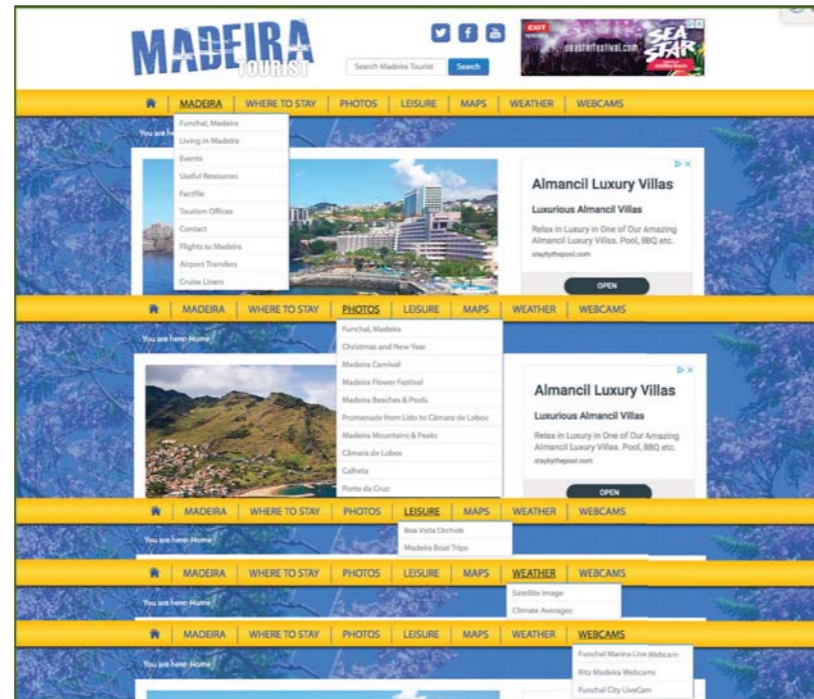 MADEIRA
TOURIST
Search Madeira Tourist Search
EXIT
seastarfestival.com
SEA
STAR
MADEIRA WHERE TO STAY PHOTOS LEISURE MAPS WEATHER WEBCAMS
You are he
Funchal, Madeira
Living in Madeira
Events
Useful Resources
Factfile
Tourism Offices
Contact
Flights to Madeira
Airport Transfers
Cruise Liners
Almancil Luxury Villas
Luxurious Almancil Villas
Relax in Luxury in One of Our Amazing
Almancil Luxury Villas. Pool, BBQ etc.
staybythepool.com
OPEN
MADEIRA WHERE TO STAY PHOTOS LEISURE MAPS WEATHER WEBCAMS
You are here: Home
Funchal, Madeira
Christmas and New Year
Madeira Carnival
Madeira Flower Festival
Madeira Beaches & Pools
Promenade from Lido to Câmara de Lobos
Madeira Mountains & Peaks
Câmara de Lobos
Calheta
Porto da Cruz
Almancil Luxury Villas
Luxurious Almancil Villas
Relax in Luxury in One of Our Amazing
Almancil Luxury Villas. Pool, BBQ etc.
staybythepool.com
OPEN
MADEIRA WHERE TO STAY PHOTOS LEISURE MAPS WEATHER WEBCAMS
You are here: Home
Boa Vista Orchids
Madeira Boat Trips
MADEIRA WHERE TO STAY PHOTOS LEISURE MAPS WEATHER WEBCAMS
You are here: Home
Satellite Image
Climate Averages
MADEIRA WHERE TO STAY PHOTOS LEISURE MAPS WEATHER WEBCAMS
You are here: Home
Funchal Marina Live Webcam
Ritz Madeira Webcams
Funchal City LiveCam